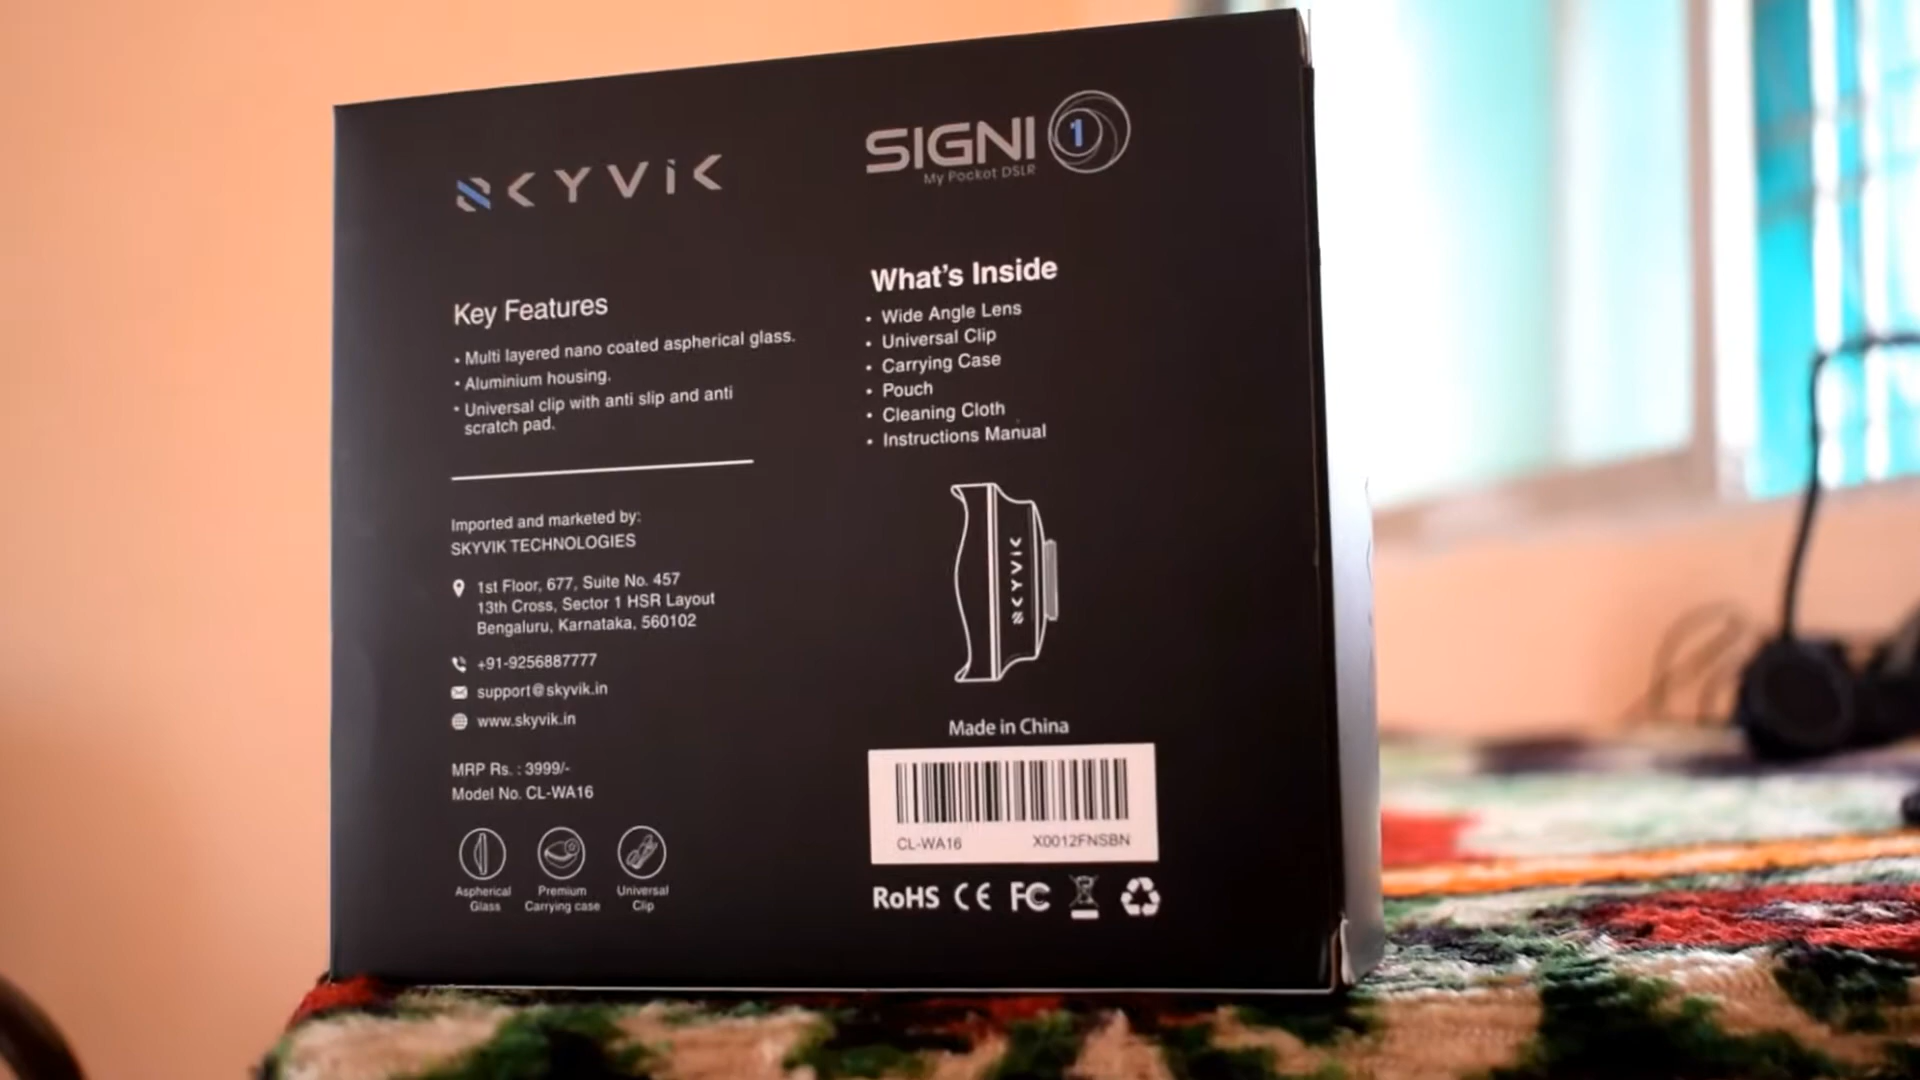 SKYVIK
SIGNI 1
My Pocket DSLR
Key Features
• Multi layered nano coated aspherical glass.
• Aluminium housing.
• Universal clip with anti slip and anti
scratch pad.
Imported and marketed by:
SKYVIK TECHNOLOGIES
1st Floor, 677, Suite No. 457
13th Cross, Sector 1 HSR Layout
Bengaluru, Karnataka, 560102
+91-9256887777
support@skyvik.in
www.skyvik.in
MRP Rs. : 3999/-
Model No. CL-WA16
Aspherical
Glass
Premium
Carrying case
Universal
Clip
What's Inside
• Wide Angle Lens
• Universal Clip
• Carrying Case
• Pouch
• Cleaning Cloth
• Instructions Manual
SKYVIK
Made in China
CL-WA16 X0012FNSBN
RoHS CE FC